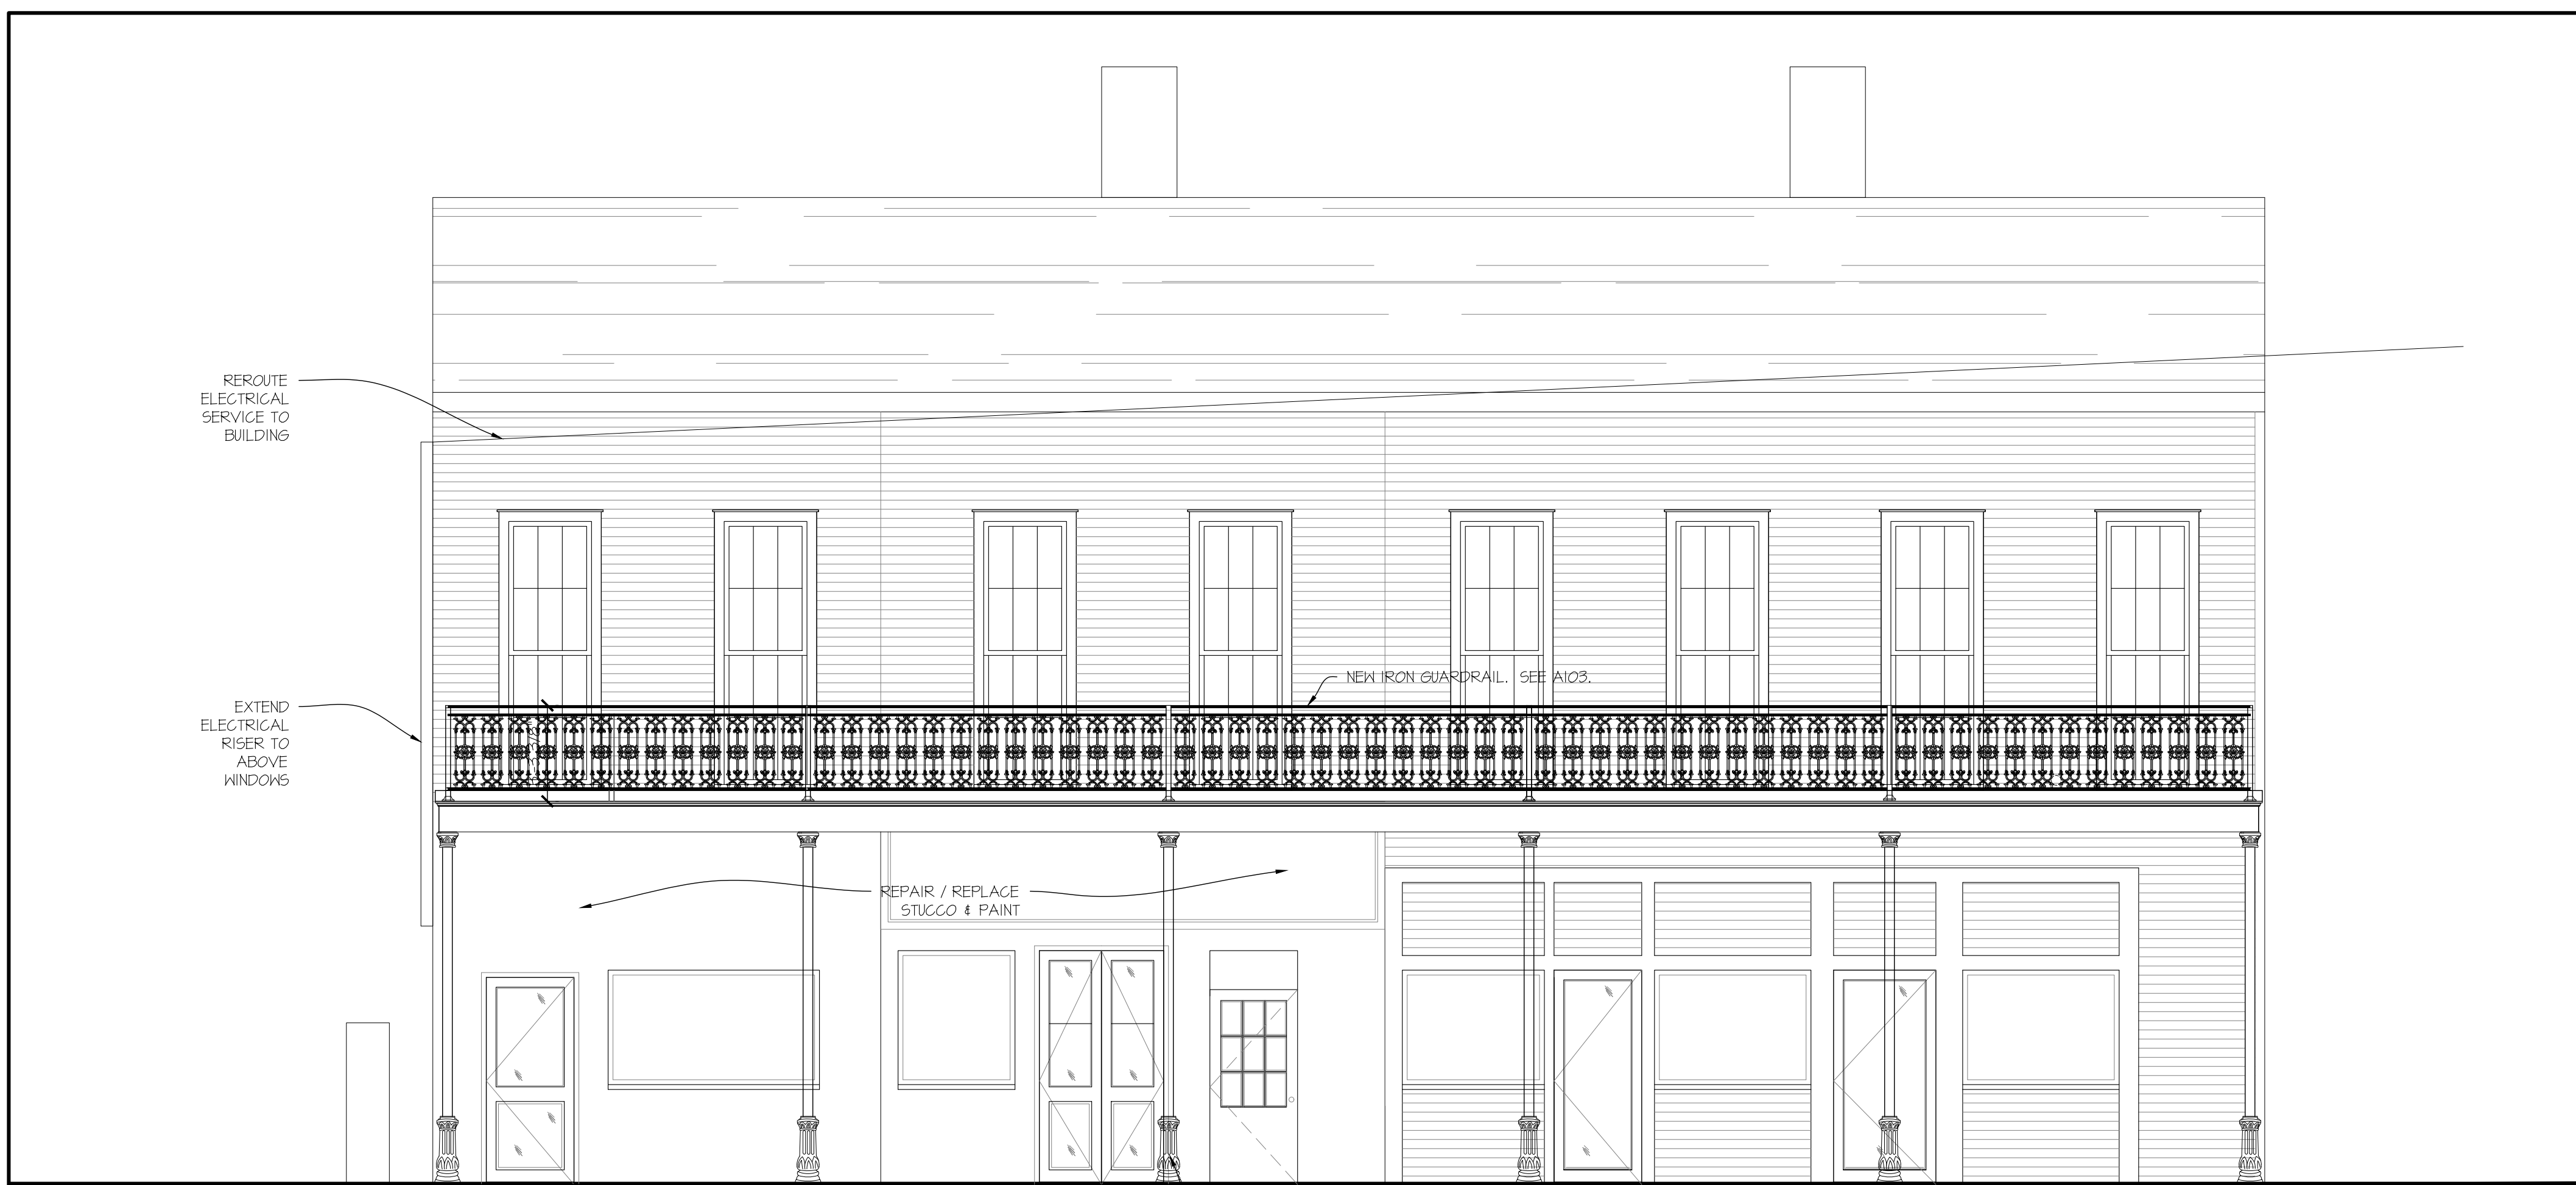 REROUTE
ELECTRICAL
SERVICE TO
BUILDING
NEW IRON GUARDRAIL. SEE A103.
EXTEND
ELECTRICAL
RISER TO
ABOVE
WINDOWS
REPAIR / REPLACE
STUCCO & PAINT